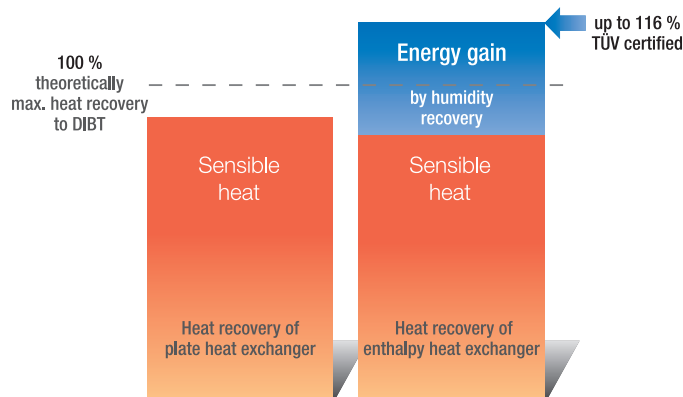 100 %
theoretically
max. heat recovery
to DIBT
Sensible
heat
Heat recovery of
plate heat exchanger
Energy gain
by humidity
recovery
Sensible
heat
Heat recovery of
enthalpy heat exchanger
up to 116 %
TÜV certified